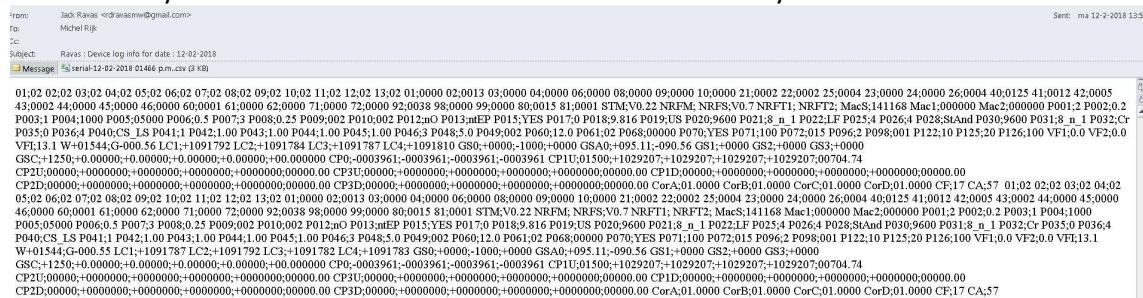 From: Jack Ravas <rdravasmw@gmail.com> Sent: ma 12-2-2018 13:5
To: Michel Rijk
Cc:
Subject: Ravas : Device log info for date : 12-02-2018
Message serial-12-02-2018 01466 p.m..csv (3 KB)
01;02 02;02 03;02 04;02 05;02 06;02 07;02 08;02 09;02 10;02 11;02 12;02 13;02 01;0000 02;0013 03;0000 04;0000 06;0000 08;0000 09;0000 10;0000 21;0002 22;0002 25;0004 23;0000 24;0000 26;0004 40;0125 41;0012 42;0005
43;0002 44;0000 45;0000 46;0000 60;0001 61;0000 62;0000 71;0000 72;0000 92;0038 98;0000 99;0000 80;0015 81;0001 STM;V0.22 NRFM; NRFS;V0.7 NRFT1; NRFT2; MacS;141168 Mac1;000000 Mac2;000000 P001;2 P002;0.2
P003;1 P004;1000 P005;05000 P006;0.5 P007;3 P008;0.25 P009;002 P010;002 P012;nO P013;ntEP P015;YES P017;0 P018;9.816 P019;US P020;9600 P021;8_n_1 P022;LF P025;4 P026;4 P028;StAnd P030;9600 P031;8_n_1 P032;Cr
P035;0 P036;4 P040;CS_LS P041;1 P042;1.00 P043;1.00 P044;1.00 P045;1.00 P046;3 P048;5.0 P049;002 P060;12.0 P061;02 P068;00000 P070;YES P071;100 P072;015 P096;2 P098;001 P122;10 P125;20 P126;100 VF1;0.0 VF2;0.0
VFI;13.1 W+01544;G-000.56 LC1;+1091792 LC2;+1091784 LC3;+1091787 LC4;+1091810 GS0;+0000;-1000;+0000 GSA0;+095.11;-090.56 GS1;+0000 GS2;+0000 GS3;+0000
GSC;+1250;+0.00000;+0.00000;+0.00000;+0.00000;+00.000000 CP0;-0003961;-0003961;-0003961;-0003961 CP1U;01500;+1029207;+1029207;+1029207;+1029207;00704.74
CP2U;00000;+0000000;+0000000;+0000000;+0000000;00000.00 CP3U;00000;+0000000;+0000000;+0000000;+0000000;00000.00 CP1D;00000;+0000000;+0000000;+0000000;+0000000;00000.00
CP2D;00000;+0000000;+0000000;+0000000;+0000000;00000.00 CP3D;00000;+0000000;+0000000;+0000000;+0000000;00000.00 CorA;01.0000 CorB;01.0000 CorC;01.0000 CorD;01.0000 CF;17 CA;57 01;02 02;02 03;02 04;02
05;02 06;02 07;02 08;02 09;02 10;02 11;02 12;02 13;02 01;0000 02;0013 03;0000 04;0000 06;0000 08;0000 09;0000 10;0000 21;0002 22;0002 25;0004 23;0000 24;0000 26;0004 40;0125 41;0012 42;0005 43;0002 44;0000 45;0000
46;0000 60;0001 61;0000 62;0000 71;0000 72;0000 92;0038 98;0000 99;0000 80;0015 81;0001 STM;V0.22 NRFM; NRFS;V0.7 NRFT1; NRFT2; MacS;141168 Mac1;000000 Mac2;000000 P001;2 P002;0.2 P003;1 P004;1000
P005;05000 P006;0.5 P007;3 P008;0.25 P009;002 P010;002 P012;nO P013;ntEP P015;YES P017;0 P018;9.816 P019;US P020;9600 P021;8_n_1 P022;LF P025;4 P026;4 P028;StAnd P030;9600 P031;8_n_1 P032;Cr P035;0 P036;4
P040;CS_LS P041;1 P042;1.00 P043;1.00 P044;1.00 P045;1.00 P046;3 P048;5.0 P049;002 P060;12.0 P061;02 P068;00000 P070;YES P071;100 P072;015 P096;2 P098;001 P122;10 P125;20 P126;100 VF1;0.0 VF2;0.0 VFI;13.1
W+01544;G-000.55 LC1;+1091787 LC2;+1091792 LC3;+1091782 LC4;+1091783 GS0;+0000;-1000;+0000 GSA0;+095.11;-090.56 GS1;+0000 GS2;+0000 GS3;+0000
GSC;+1250;+0.00000;+0.00000;+0.00000;+0.00000;+00.000000 CP0;-0003961;-0003961;-0003961;-0003961 CP1U;01500;+1029207;+1029207;+1029207;+1029207;00704.74
CP2U;00000;+0000000;+0000000;+0000000;+0000000;00000.00 CP3U;00000;+0000000;+0000000;+0000000;+0000000;00000.00 CP1D;00000;+0000000;+0000000;+0000000;+0000000;00000.00
CP2D;00000;+0000000;+0000000;+0000000;+0000000;00000.00 CP3D;00000;+0000000;+0000000;+0000000;+0000000;00000.00 CorA;01.0000 CorB;01.0000 CorC;01.0000 CorD;01.0000 CF;17 CA;57